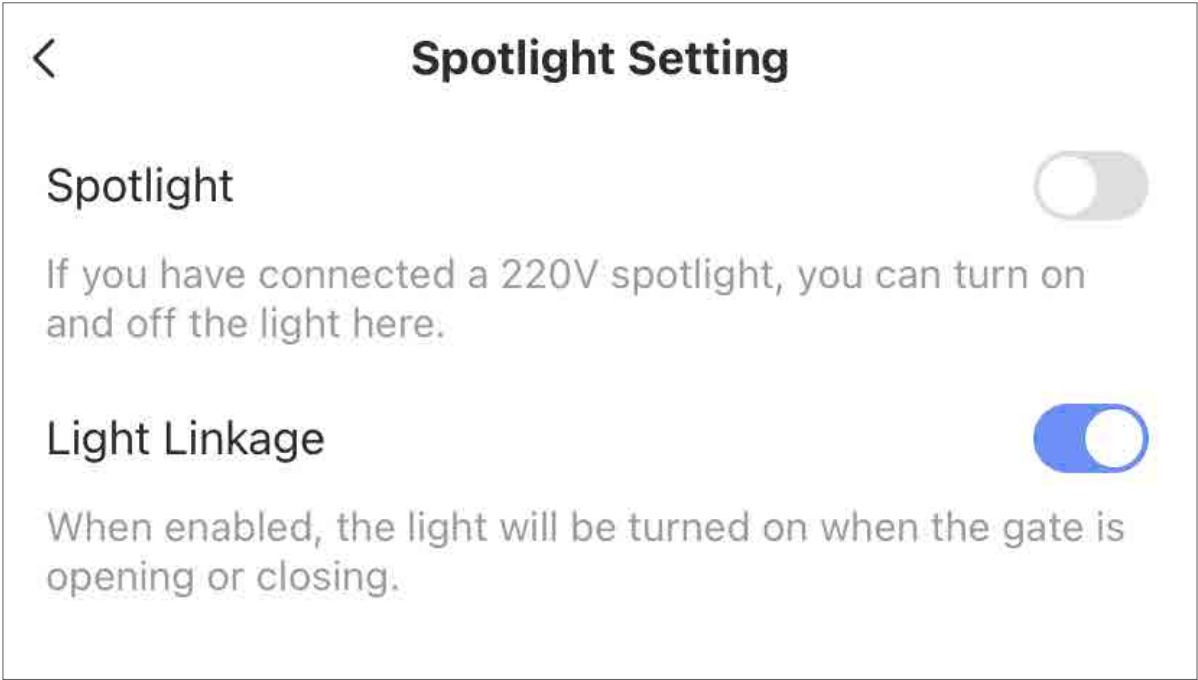 Spotlight Setting
Spotlight
If you have connected a 220V spotlight, you can turn on
and off the light here.
Light Linkage
When enabled, the light will be turned on when the gate is
opening or closing.